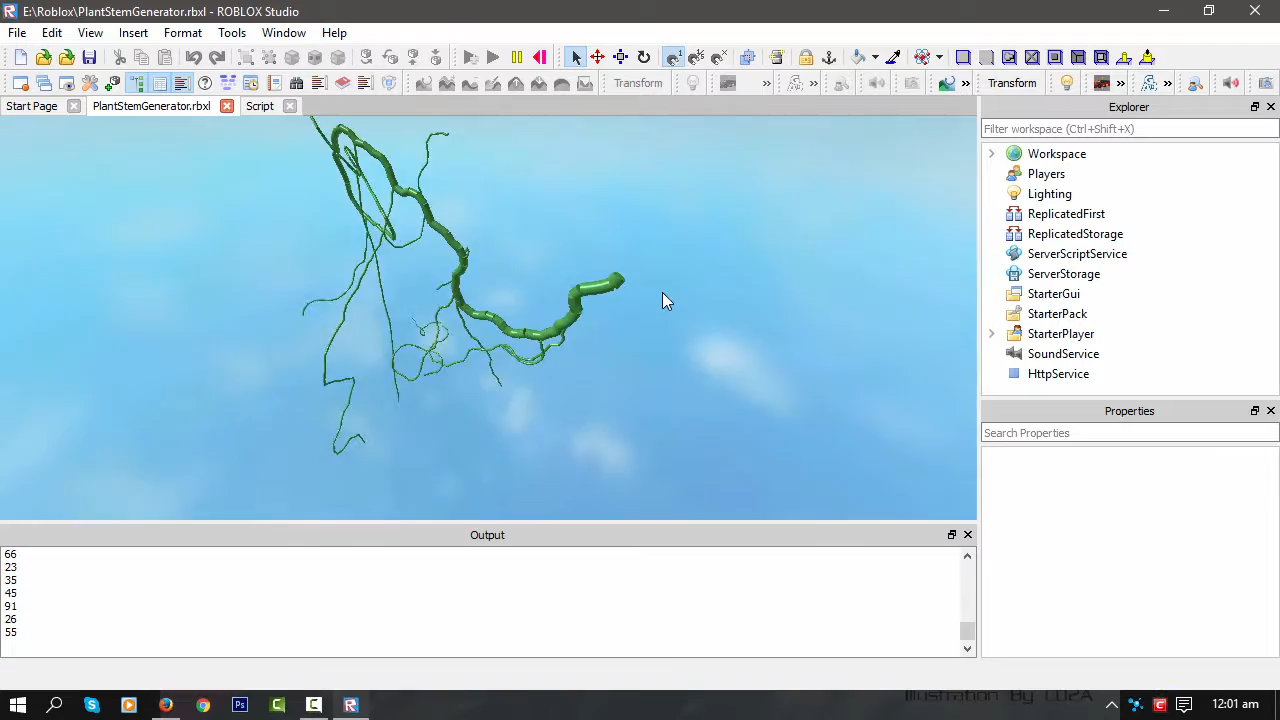 E:\Roblox\PlantStemGenerator.rbxl - ROBLOX Studio
File Edit View Insert Format Tools Window Help
Transform
Transform
Start Page PlantStemGenerator.rbxl Script
Explorer
Filter workspace (Ctrl+Shift+X)
Workspace
Players
Lighting
ReplicatedFirst
ReplicatedStorage
ServerScriptService
ServerStorage
StarterGui
StarterPack
StarterPlayer
SoundService
HttpService
Properties
Search Properties
Output
66
23
35
45
91
26
55
Illustration By
12:01 am